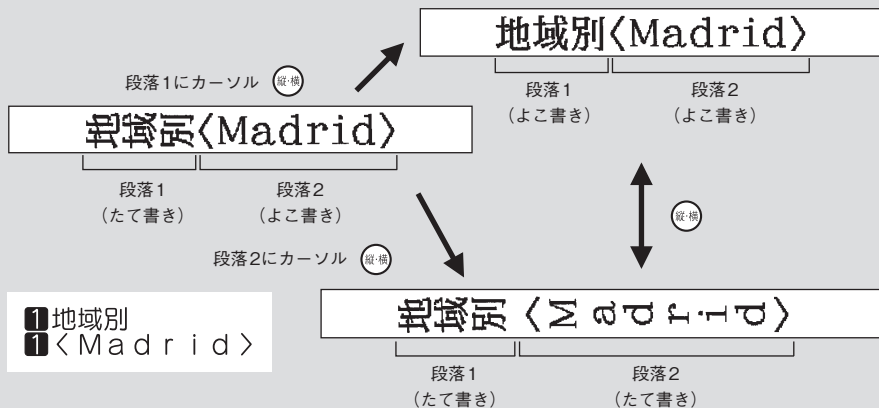 地域別〈Madrid〉
段落1
(よこ書き)
段落2
(よこ書き)
段落1にカーソル 縦・横
地域別〈Madrid〉
段落1
(たて書き)
段落2
(よこ書き)
縦・横
段落2にカーソル 縦・横
地域別〈Madrid〉
段落1
(たて書き)
段落2
(たて書き)
1地域別
1〈Madrid〉